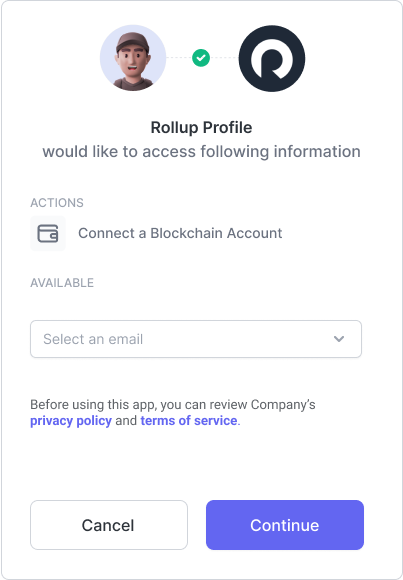 Rollup Profile
would like to access following information
ACTIONS
Connect a Blockchain Account
AVAILABLE
Select an email
Before using this app, you can review Company’s
privacy policy and terms of service.
Cancel
Continue